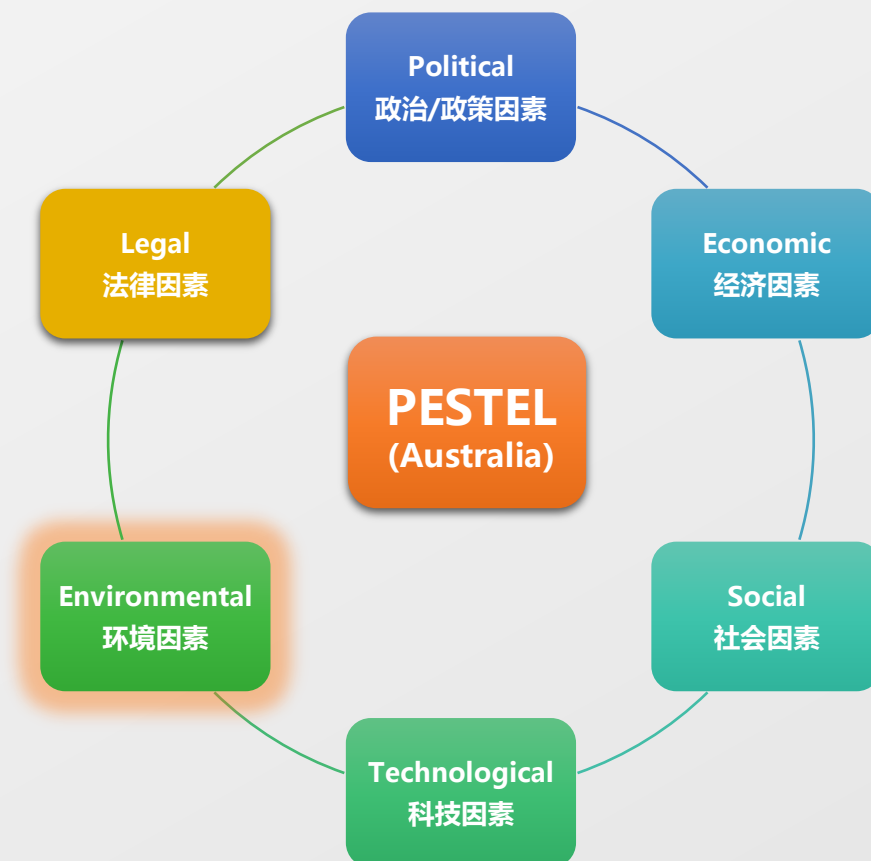 Political
政治/政策因素
Legal
法律因素
Economic
经济因素
PESTEL
(Australia)
Environmental
环境因素
Social
社会因素
Technological
科技因素